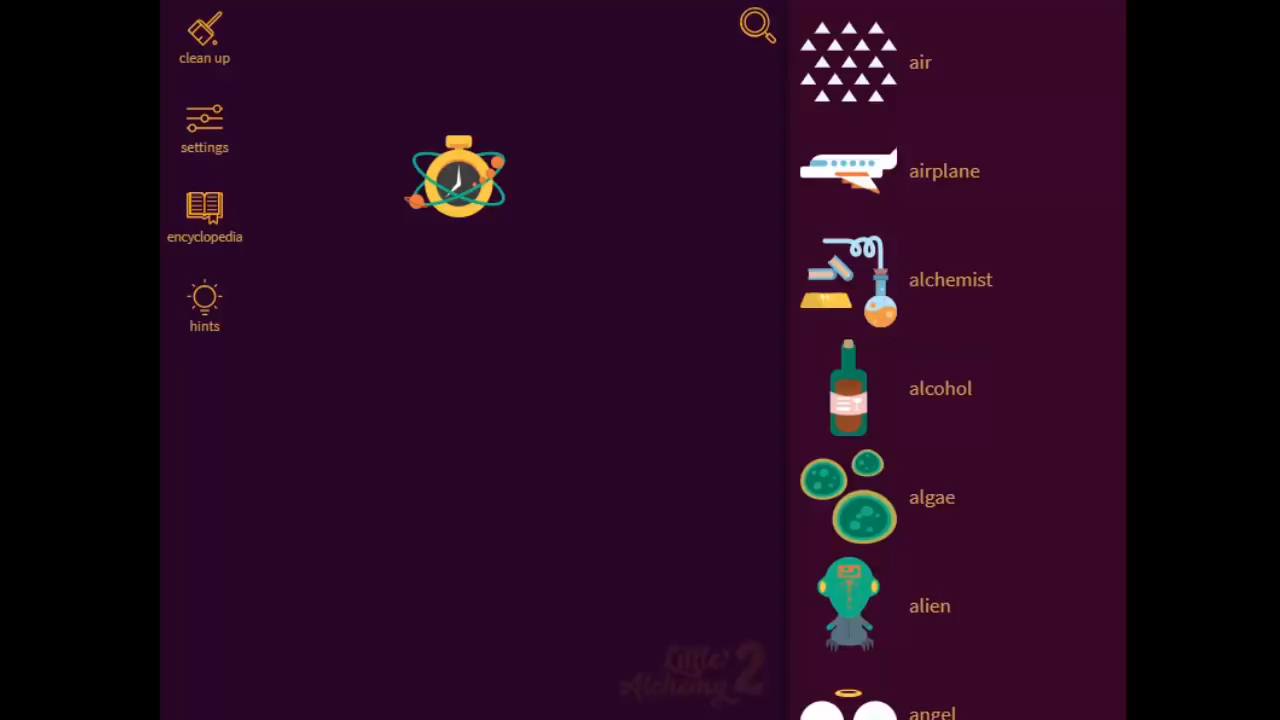 clean up
settings
encyclopedia
hints
air
airplane
alchemist
alcohol
algae
alien
angel
Little
Alchemy 2